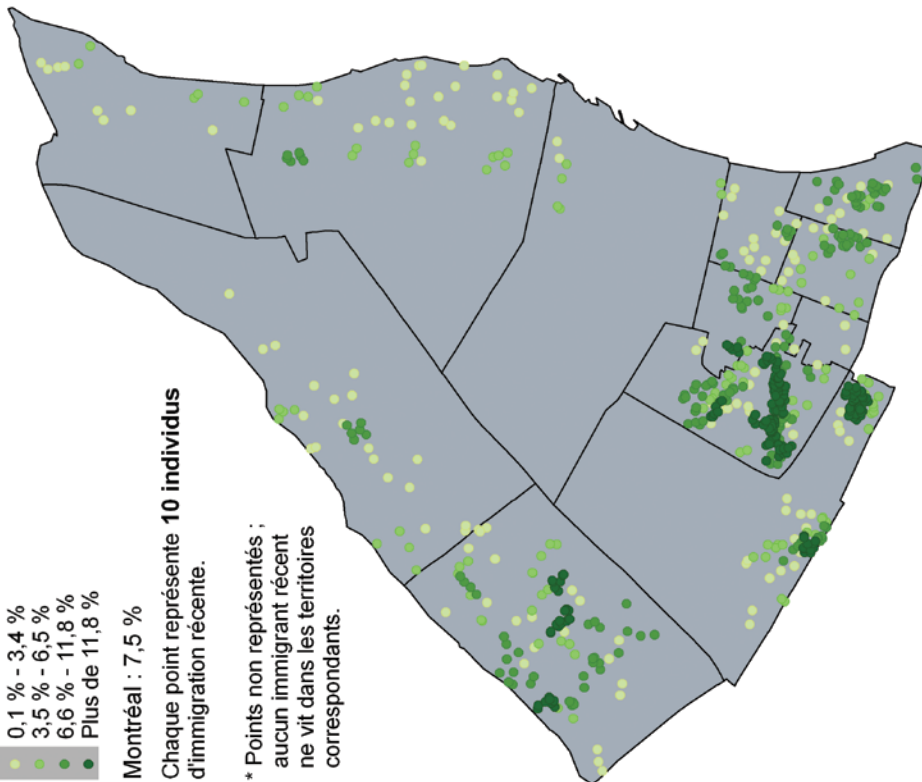 0,1 % - 3,4 %
3,5 % - 6,5 %
6,6 % - 11,8 %
Plus de 11,8 %
Montréal : 7,5 %
Chaque point représente 10 individus
d'immigration récente.
* Points non représentés ;
aucun immigrant récent
ne vit dans les territoires
correspondants.